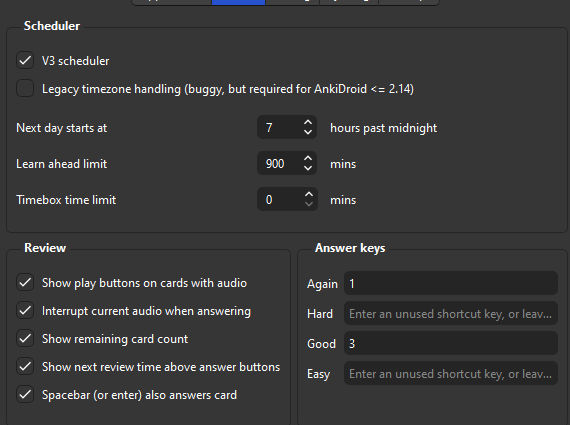 Scheduler
V3 scheduler
Legacy timezone handling (buggy, but required for AnkiDroid <= 2.14)
Next day starts at 7 hours past midnight
Learn ahead limit 900 mins
Timebox time limit 0 mins
Review
Show play buttons on cards with audio
Interrupt current audio when answering
Show remaining card count
Show next review time above answer buttons
Spacebar (or enter) also answers card
Answer keys
Again 1
Hard Enter an unused shortcut key, or leav...
Good 3
Easy Enter an unused shortcut key, or leav...